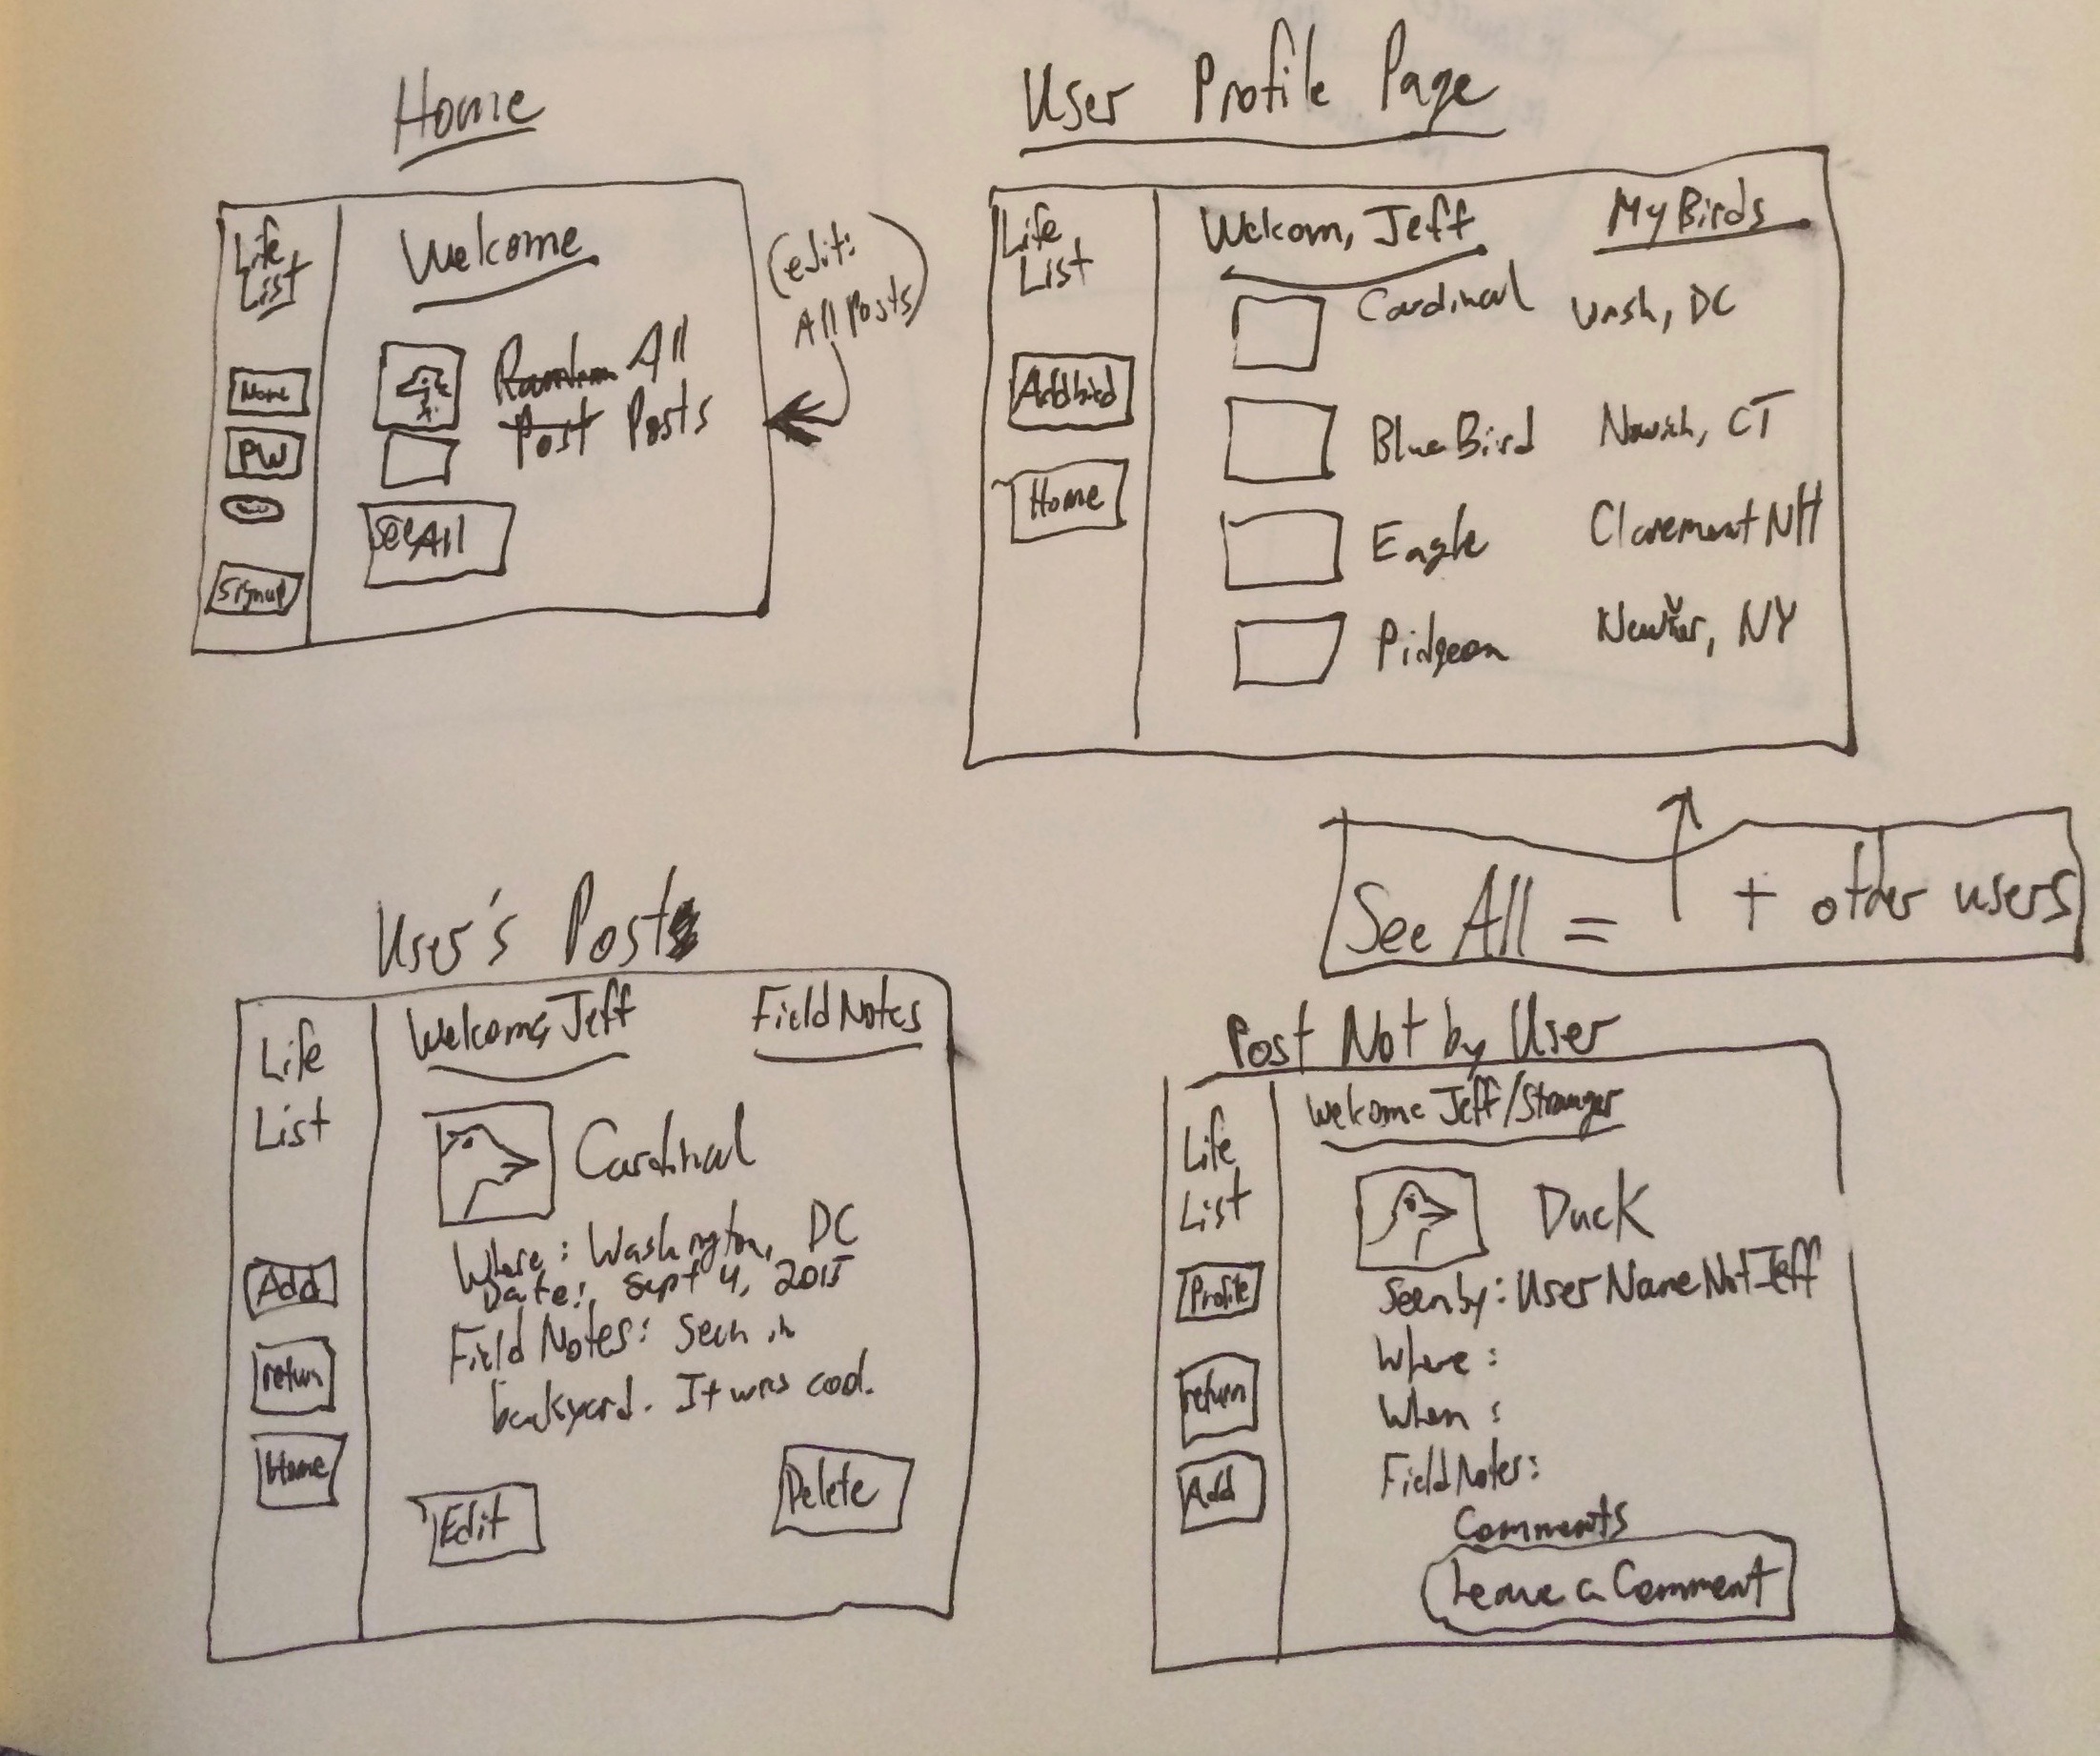 Home
Life
List
Welcome
(edit:
All Posts)
Random All
Post Posts
Name
PW
See All
Signup
User Profile Page
Life
List
Welcom, Jeff
My Birds
Cardinal Wash, DC
Add bird
Blue Bird Norwich, CT
Home
Eagle Claremont NH
Pidgeon NY
See All = ↑ + other users
User's Posts
Life
List
Welcome, Jeff
Field Notes
Cardinal
Where: Washington, DC
Date: Sept 4, 2015
Field Notes: Seen in
backyard. It was cool.
Add
return
Home
Edit
Delete
Post Not by User
Life
List
Welcome Jeff/Stranger
Duck
Seen by: User Name Not Jeff
Where:
When:
Field Notes:
Comments
Leave a Comment
Profile
return
Add